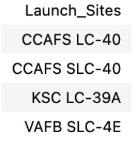 Launch_Sites
CCAFS LC-40
CCAFS SLC-40
KSC LC-39A
VAFB SLC-4E